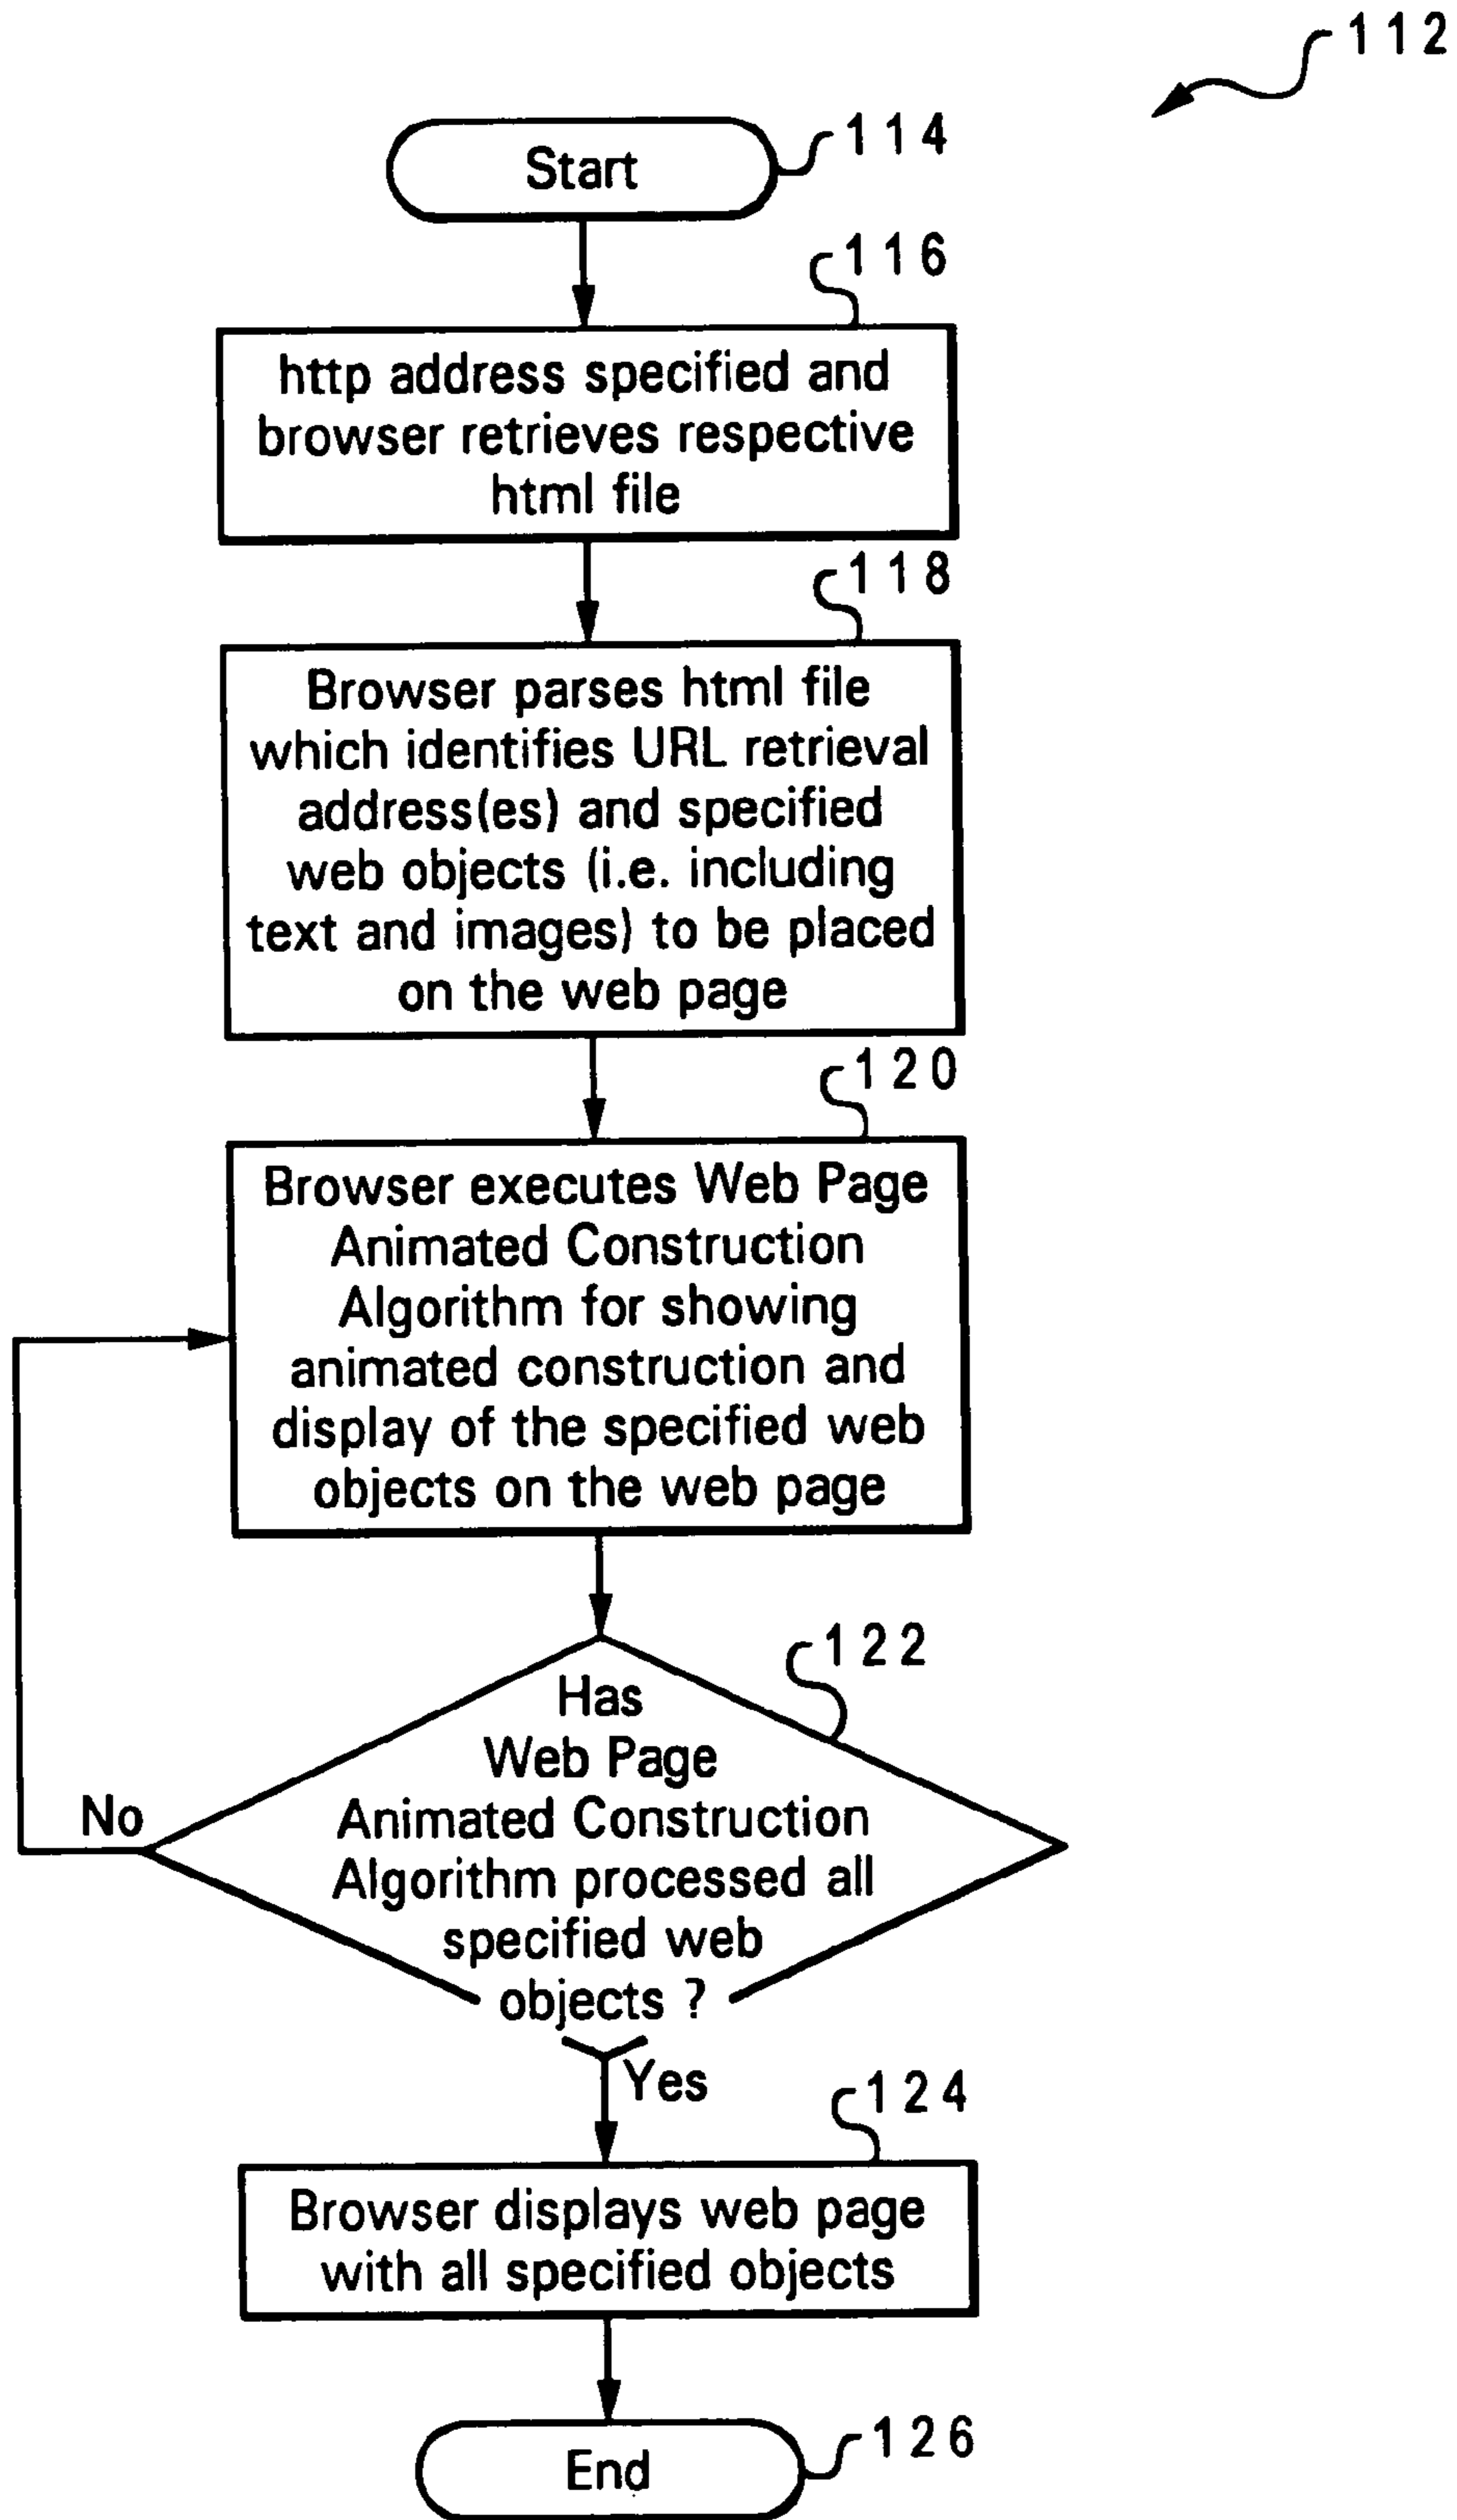 112
Start
114
116
http address specified and
browser retrieves respective
html file
118
Browser parses html file
which identifies URL retrieval
address(es) and specified
web objects (i.e. including
text and images) to be placed
on the web page
120
Browser executes Web Page
Animated Construction
Algorithm for showing
animated construction and
display of the specified web
objects on the web page
122
Has
Web Page
Animated Construction
Algorithm processed all
specified web
objects ?
No
Yes
124
Browser displays web page
with all specified objects
End
126